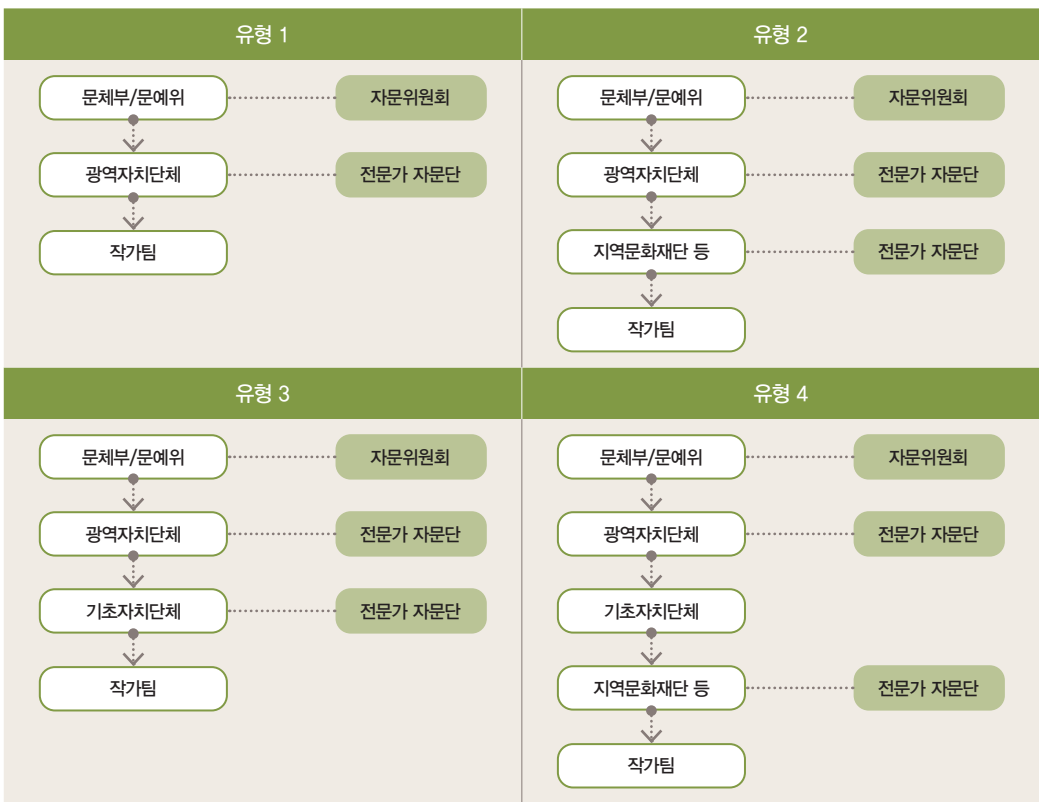 유형 1
문체부/문예위
자문위원회
광역자치단체
전문가 자문단
작가팀
유형 2
문체부/문예위
자문위원회
광역자치단체
전문가 자문단
지역문화재단 등
전문가 자문단
작가팀
유형 3
문체부/문예위
자문위원회
광역자치단체
전문가 자문단
기초자치단체
전문가 자문단
작가팀
유형 4
문체부/문예위
자문위원회
광역자치단체
전문가 자문단
기초자치단체
지역문화재단 등
전문가 자문단
작가팀